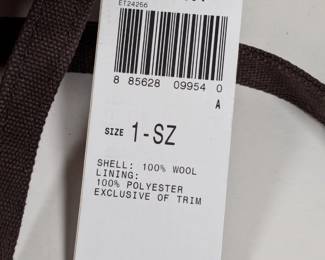 ET24256
8 85628 09954 0
A
SIZE 1-SZ
SHELL: 100% WOOL
LINING:
100% POLYESTER
EXCLUSIVE OF TRIM